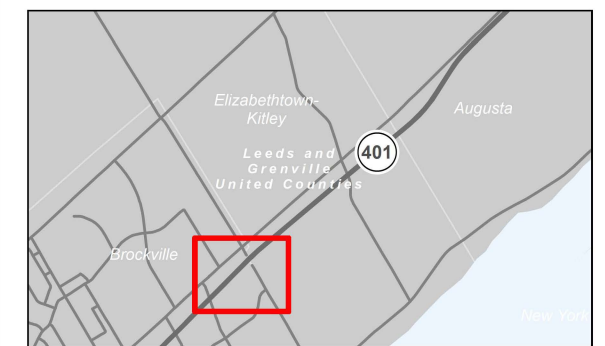 Elizabethtown-
Kitley
Augusta
Leeds and
Grenville
United Counties
401
Brockville
New York